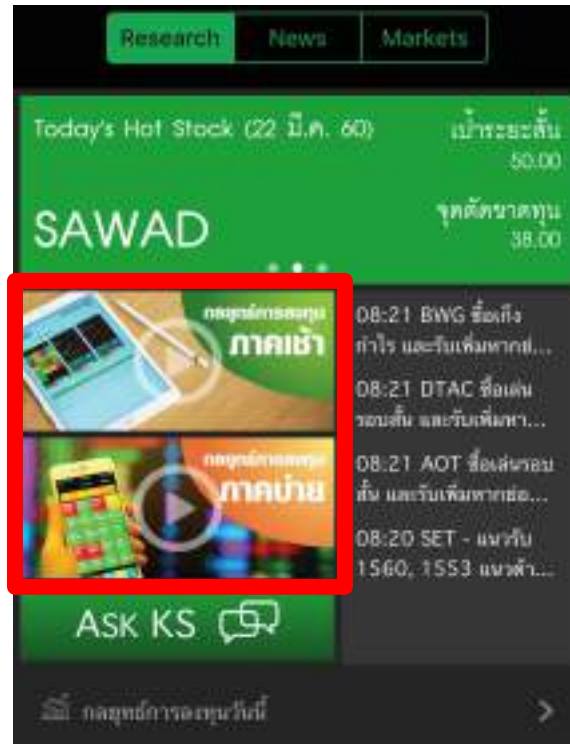 Research News Markets
Today's Hot Stock (22 มี.ค. 60)
เป้าระยะสั้น
50.00
SAWAD
จุดตัดขาดทุน
38.00
กลยุทธ์การลงทุน
ภาคเช้า
กลยุทธ์การลงทุน
ภาคบ่าย
08:21 BWG ซื้อเก็ง
กำไร และรับเพิ่มหากย่...
08:21 DTAC ซื้อเล่น
รอบสั้น และรับเพิ่มหา...
08:21 AOT ซื้อเล่นรอบ
สั้น และรับเพิ่มหากย่อ...
08:20 SET - แนวรับ
1560, 1553 แนวต้า...
ASK KS
กลยุทธ์การลงทุนวันนี้